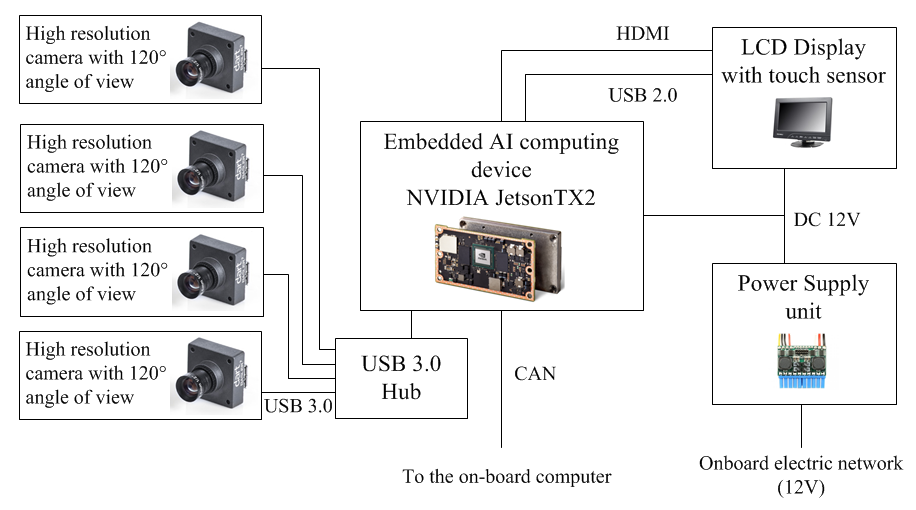 High resolution
camera with 120°
angle of view
High resolution
camera with 120°
angle of view
High resolution
camera with 120°
angle of view
High resolution
camera with 120°
angle of view
USB 3.0
USB 3.0
Hub
Embedded AI computing
device
NVIDIA JetsonTX2
HDMI
USB 2.0
LCD Display
with touch sensor
DC 12V
Power Supply
unit
CAN
To the on-board computer
Onboard electric network
(12V)